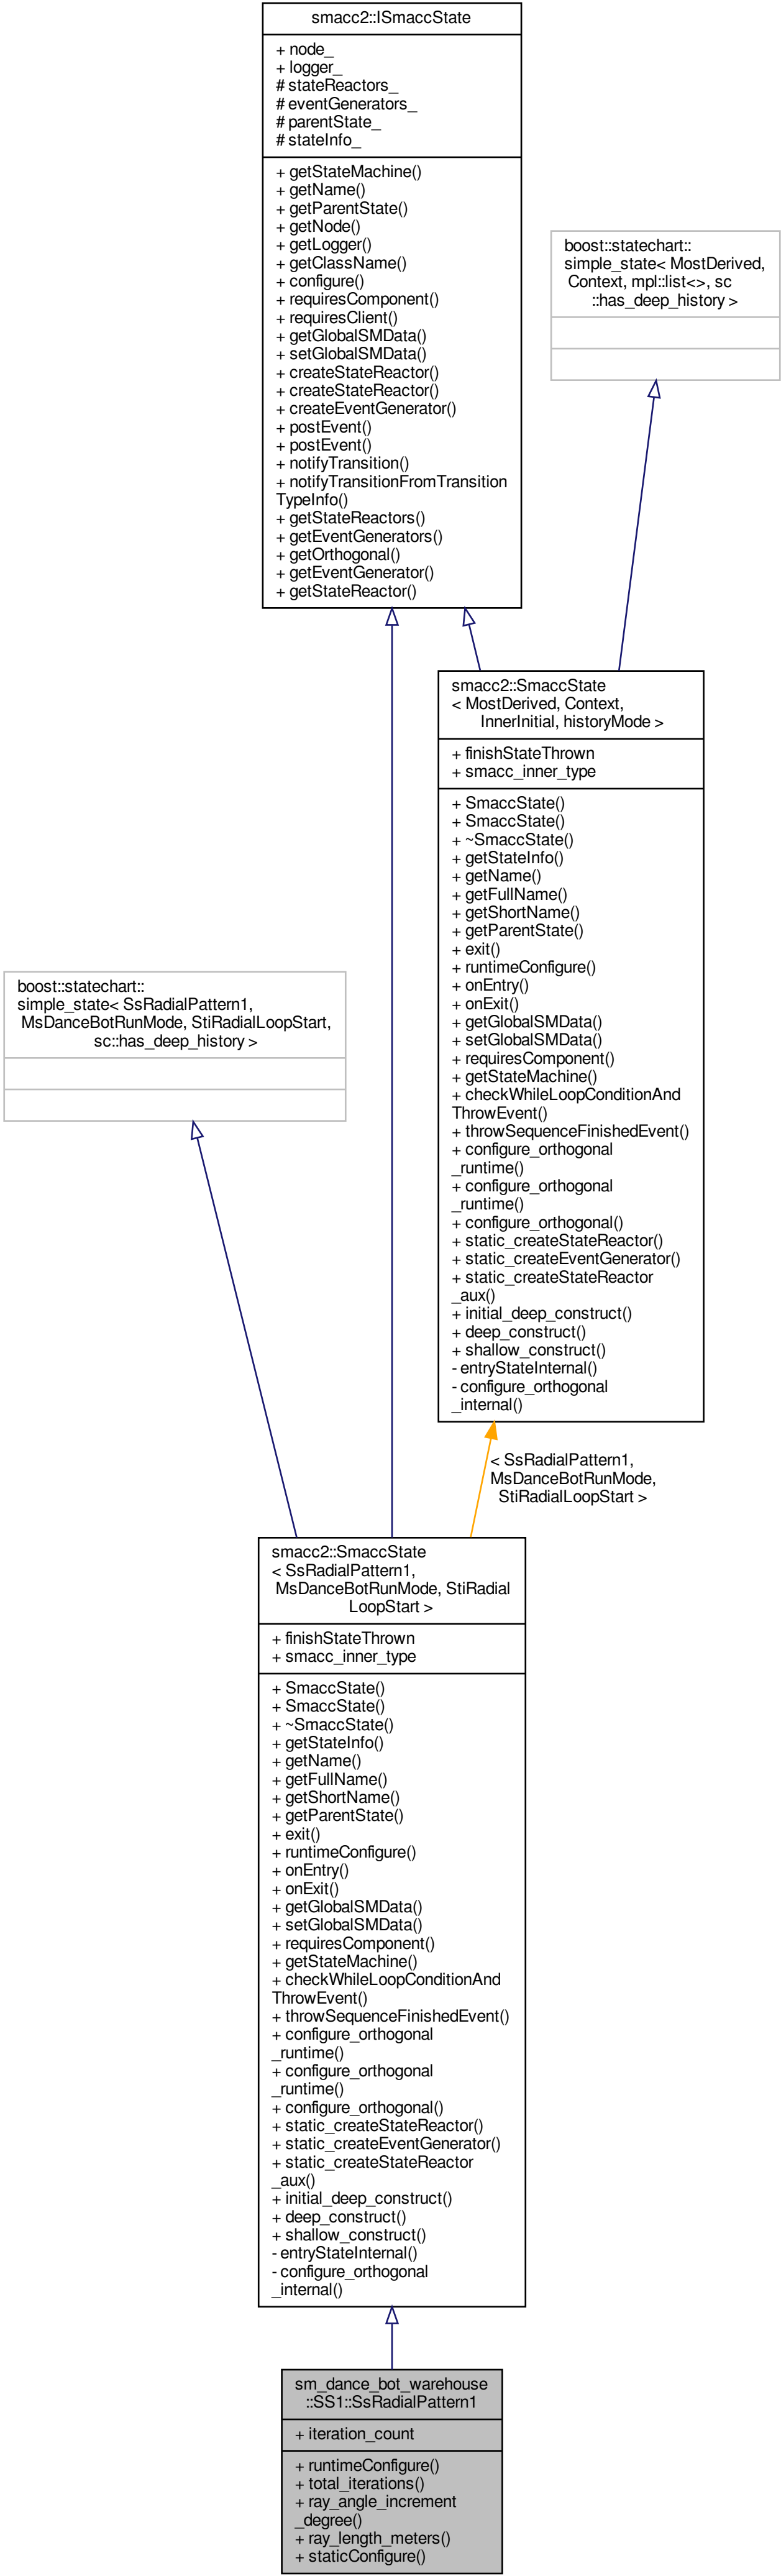 smacc2::ISmaccState
+ node_
+ logger_
# stateReactors_
# eventGenerators_
# parentState_
# stateInfo_
+ getStateMachine()
+ getName()
+ getParentState()
+ getNode()
+ getLogger()
+ getClassName()
+ configure()
+ requiresComponent()
+ requiresClient()
+ getGlobalSMData()
+ setGlobalSMData()
+ createStateReactor()
+ createStateReactor()
+ createEventGenerator()
+ postEvent()
+ postEvent()
+ notifyTransition()
+ notifyTransitionFromTransition
TypeInfo()
+ getStateReactors()
+ getEventGenerators()
+ getOrthogonal()
+ getEventGenerator()
+ getStateReactor()
boost::statechart::
simple_state< MostDerived,
Context, mpl::list<>, sc
::has_deep_history >
smacc2::SmaccState
< MostDerived, Context,
InnerInitial, historyMode >
+ finishStateThrown
+ smacc_inner_type
+ SmaccState()
+ SmaccState()
+ ~SmaccState()
+ getStateInfo()
+ getName()
+ getFullName()
+ getShortName()
+ getParentState()
+ exit()
+ runtimeConfigure()
+ onEntry()
+ onExit()
+ getGlobalSMData()
+ setGlobalSMData()
+ requiresComponent()
+ getStateMachine()
+ checkWhileLoopConditionAnd
ThrowEvent()
+ throwSequenceFinishedEvent()
+ configure_orthogonal
_runtime()
+ configure_orthogonal
_runtime()
+ configure_orthogonal()
+ static_createStateReactor()
+ static_createEventGenerator()
+ static_createStateReactor
_aux()
+ initial_deep_construct()
+ deep_construct()
+ shallow_construct()
- entryStateInternal()
- configure_orthogonal
_internal()
boost::statechart::
simple_state< SsRadialPattern1,
MsDanceBotRunMode, StiRadialLoopStart,
sc::has_deep_history >
< SsRadialPattern1,
MsDanceBotRunMode,
StiRadialLoopStart >
smacc2::SmaccState
< SsRadialPattern1,
MsDanceBotRunMode, StiRadial
LoopStart >
+ finishStateThrown
+ smacc_inner_type
+ SmaccState()
+ SmaccState()
+ ~SmaccState()
+ getStateInfo()
+ getName()
+ getFullName()
+ getShortName()
+ getParentState()
+ exit()
+ runtimeConfigure()
+ onEntry()
+ onExit()
+ getGlobalSMData()
+ setGlobalSMData()
+ requiresComponent()
+ getStateMachine()
+ checkWhileLoopConditionAnd
ThrowEvent()
+ throwSequenceFinishedEvent()
+ configure_orthogonal
_runtime()
+ configure_orthogonal
_runtime()
+ configure_orthogonal()
+ static_createStateReactor()
+ static_createEventGenerator()
+ static_createStateReactor
_aux()
+ initial_deep_construct()
+ deep_construct()
+ shallow_construct()
- entryStateInternal()
- configure_orthogonal
_internal()
sm_dance_bot_warehouse
::SS1::SsRadialPattern1
+ iteration_count
+ runtimeConfigure()
+ total_iterations()
+ ray_angle_increment
_degree()
+ ray_length_meters()
+ staticConfigure()